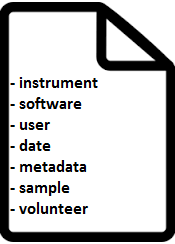 - instrument
- software
- user
- date
- metadata
- sample
- volunteer